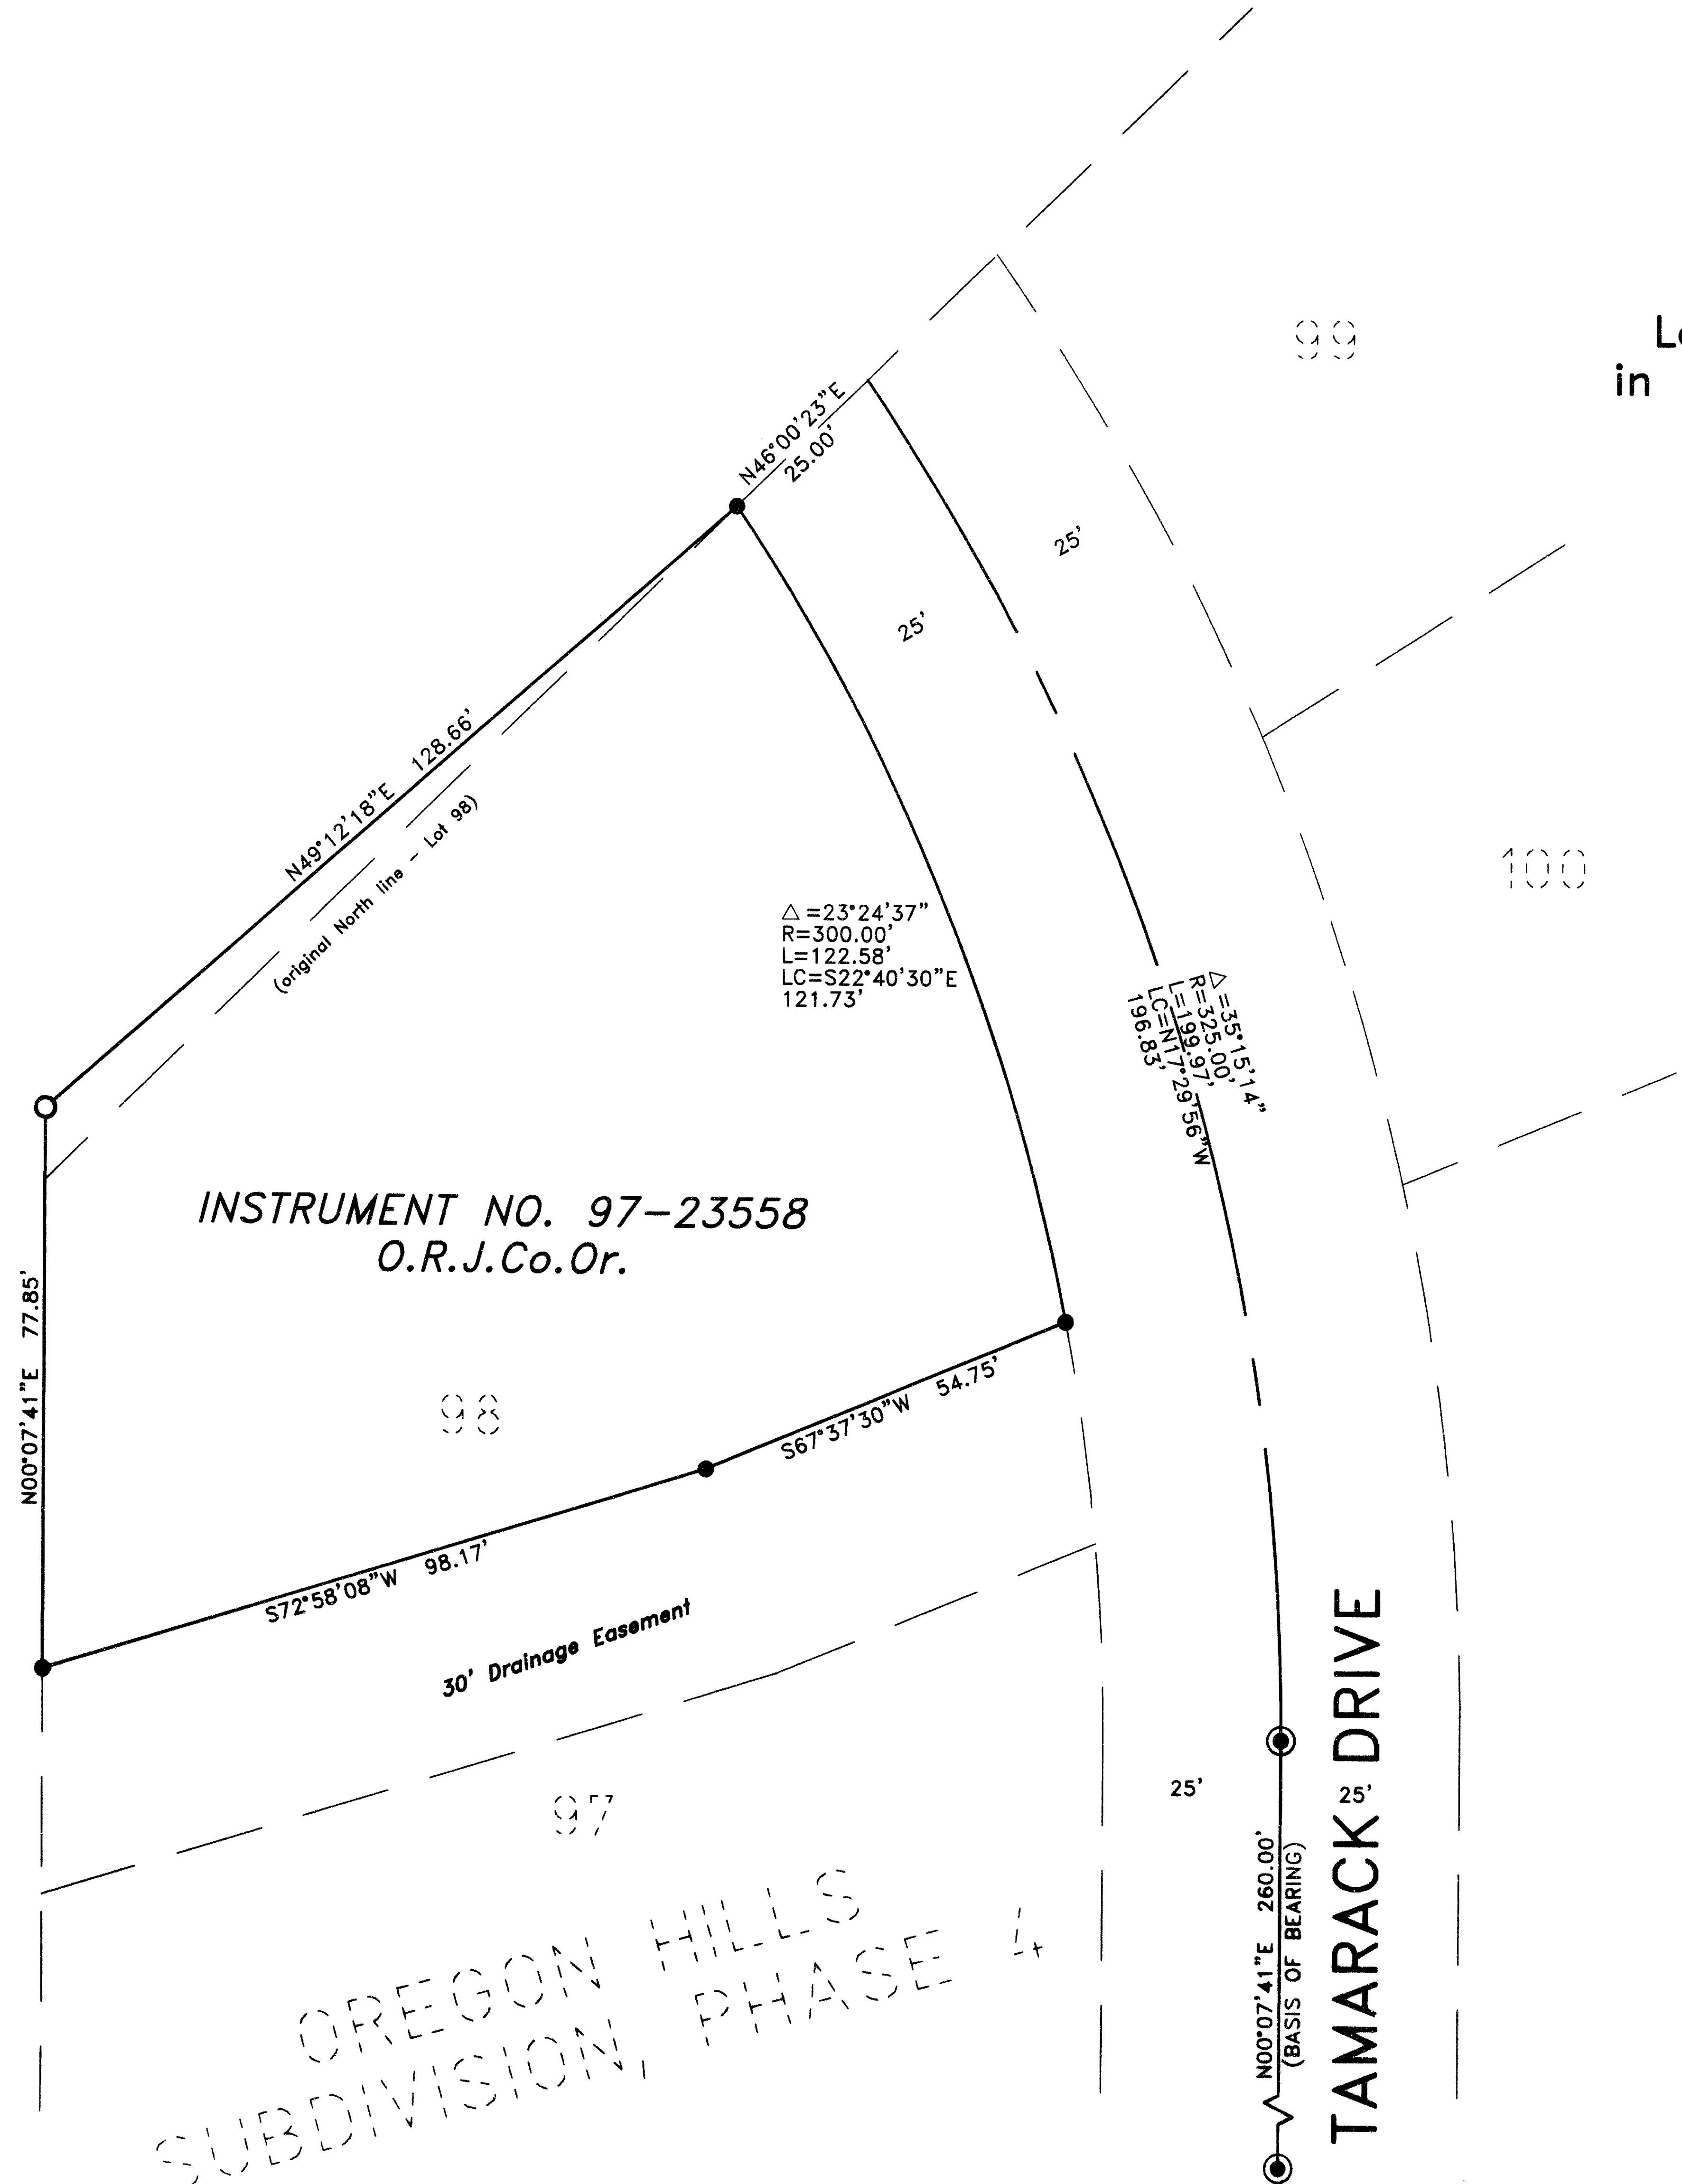 99
Lo
in
N46°00'23"E
25.00'
25'
25'
N49°12'18"E 128.66'
(original North line - Lot 98)
100
△=23°24'37"
R=300.00'
L=122.58'
LC=S22°40'30"E
121.73'
△=35°15'14"
R=325.00'
L=199.97'
LC=N17°29'56"W
196.83'
INSTRUMENT NO. 97-23558
O.R.J.Co.Or.
N00°07'41"E 77.85'
98
S67°37'30"W 54.75'
S72°58'08"W 98.17'
30' Drainage Easement
97
25'
25'
TAMARACK DRIVE
N00°07'41"E 260.00'
(BASIS OF BEARING)
OREGON HILLS
SUBDIVISION, PHASE 4